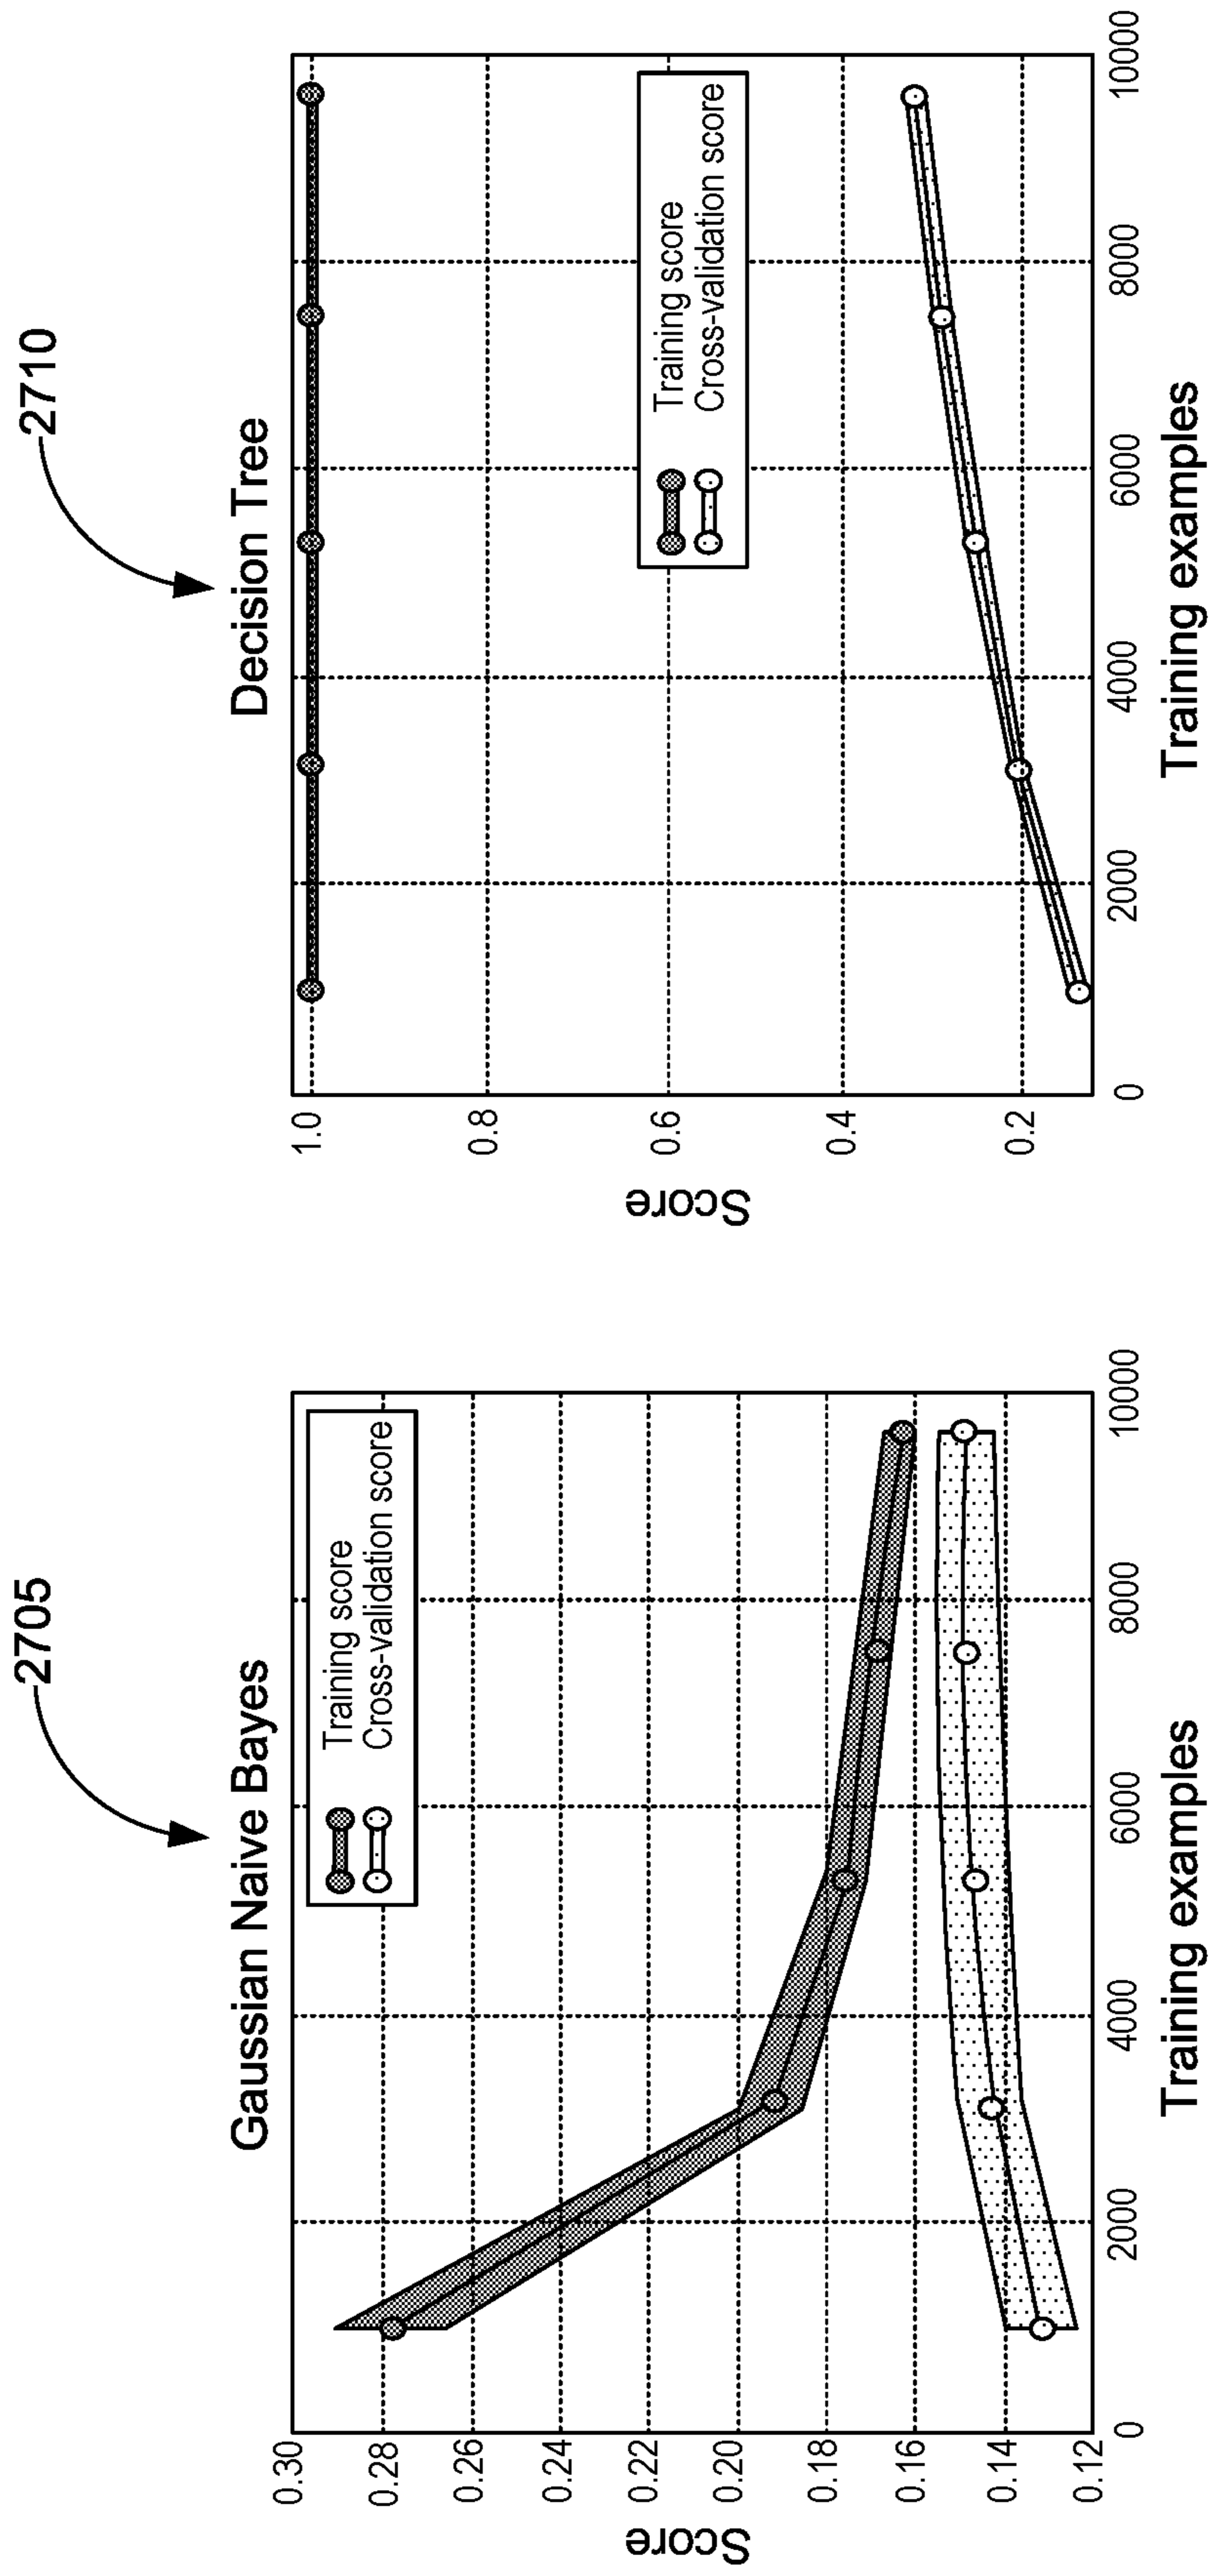 2705
Gaussian Naive Bayes
Training score
Cross-validation score
Score
0.30
0.28
0.26
0.24
0.22
0.20
0.18
0.16
0.14
0.12
0
2000
4000
6000
8000
10000
Training examples
2710
Decision Tree
Training score
Cross-validation score
Score
1.0
0.8
0.6
0.4
0.2
0
2000
4000
6000
8000
10000
Training examples